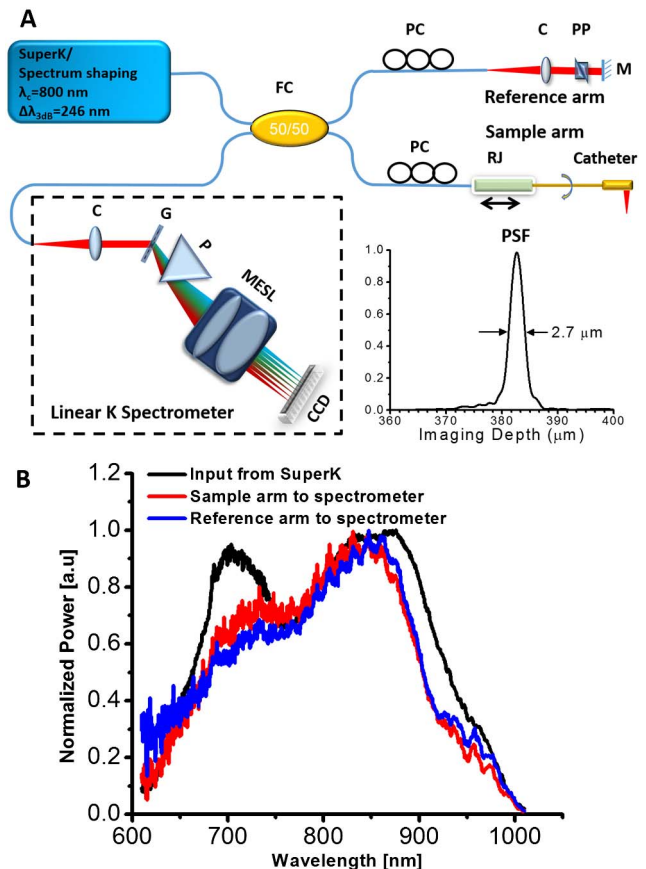 A
SuperK/
Spectrum shaping
λc=800 nm
Δλ3dB=246 nm
FC
50/50
PC
C
PP
M
Reference arm
Sample arm
PC
RJ
Catheter
C
G
P
MESL
CCD
Linear K Spectrometer
PSF
1.0
0.8
0.6
0.4
0.2
0.0
2.7 μm
360
380
400
Imaging Depth (μm)
B
Input from SuperK
Sample arm to spectrometer
Reference arm to spectrometer
1.2
1.0
0.8
0.6
0.4
0.2
0.0
Normalized Power [a.u]
600
700
800
900
1000
Wavelength [nm]